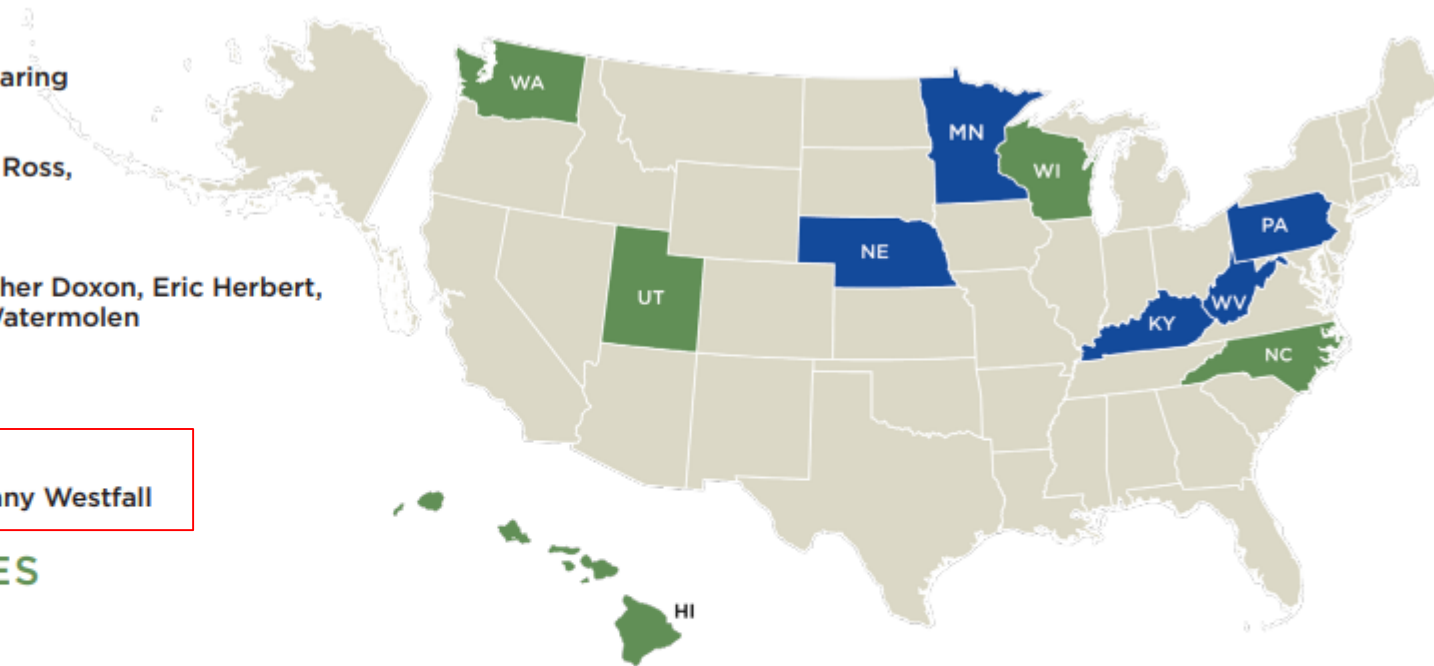 aring
Ross,
her Doxon, Eric Herbert,
Watermolen
any Westfall
ES
WA
MN
WI
PA
NE
UT
WV
KY
NC
HI